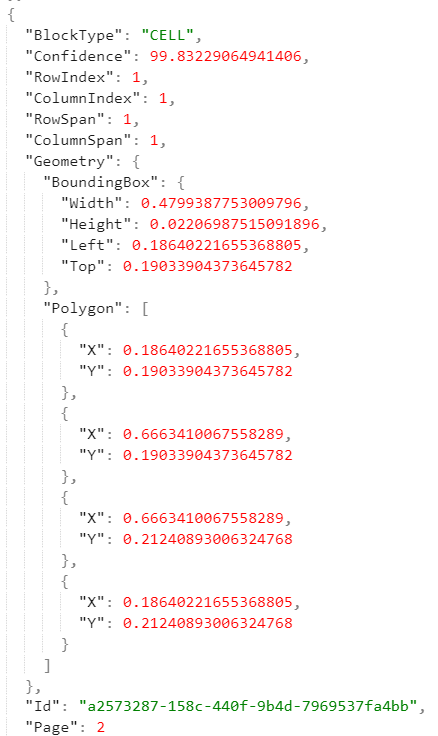 {
"BlockType": "CELL",
"Confidence": 99.83229064941406,
"RowIndex": 1,
"ColumnIndex": 1,
"RowSpan": 1,
"ColumnSpan": 1,
"Geometry": {
"BoundingBox": {
"Width": 0.4799387753009796,
"Height": 0.02206987515091896,
"Left": 0.18640221655368805,
"Top": 0.19033904373645782
},
"Polygon": [
{
"X": 0.18640221655368805,
"Y": 0.19033904373645782
},
{
"X": 0.6663410067558289,
"Y": 0.19033904373645782
},
{
"X": 0.6663410067558289,
"Y": 0.21240893006324768
},
{
"X": 0.18640221655368805,
"Y": 0.21240893006324768
}
]
},
"Id": "a2573287-158c-440f-9b4d-7969537fa4bb",
"Page": 2